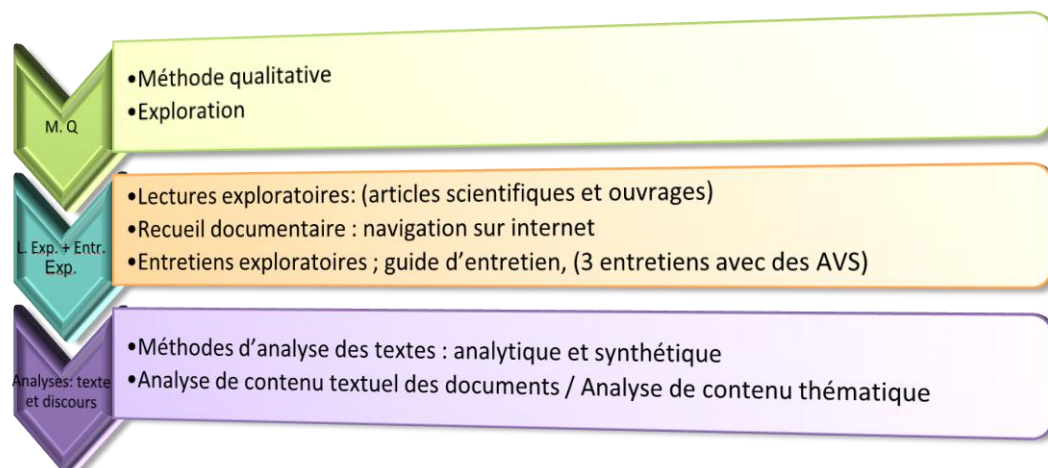 M. Q
•Méthode qualitative
•Exploration
L. Exp. + Entr.
Exp.
•Lectures exploratoires: (articles scientifiques et ouvrages)
•Recueil documentaire : navigation sur internet
•Entretiens exploratoires ; guide d’entretien, (3 entretiens avec des AVS)
Analyses: texte
et discours
•Méthodes d’analyse des textes : analytique et synthétique
•Analyse de contenu textuel des documents / Analyse de contenu thématique